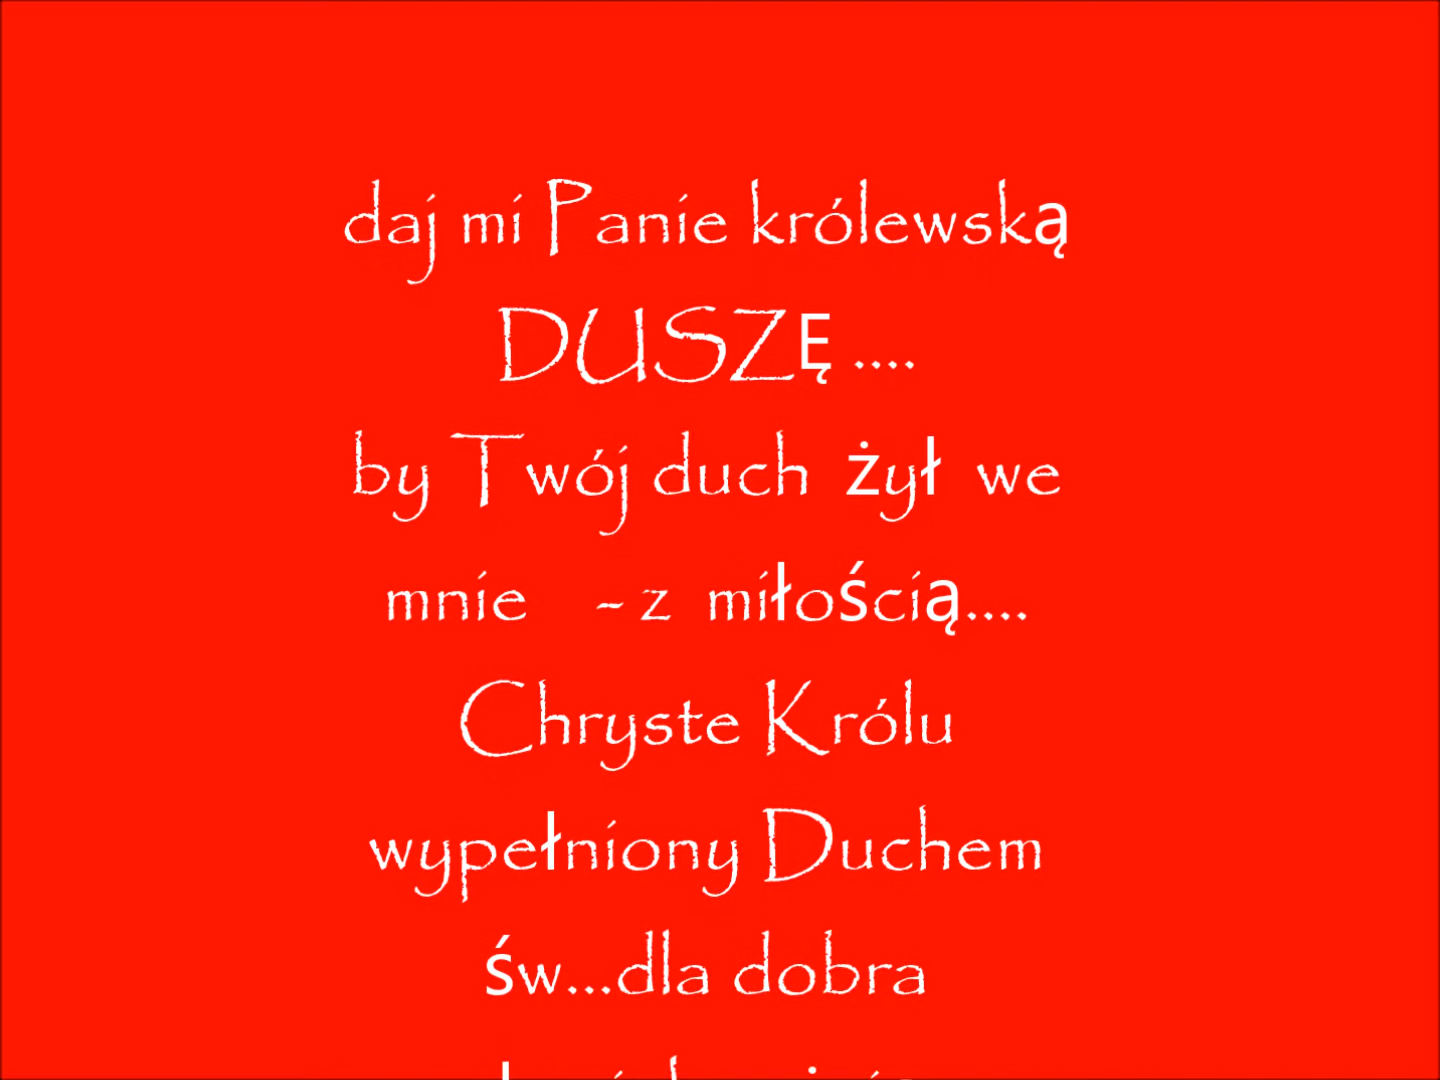 daj mi Panie królewską
DUSZĘ ....
by Twój duch żył we
mnie - z miłością....
Chryste Królu
wypełniony Duchem
św...dla dobra